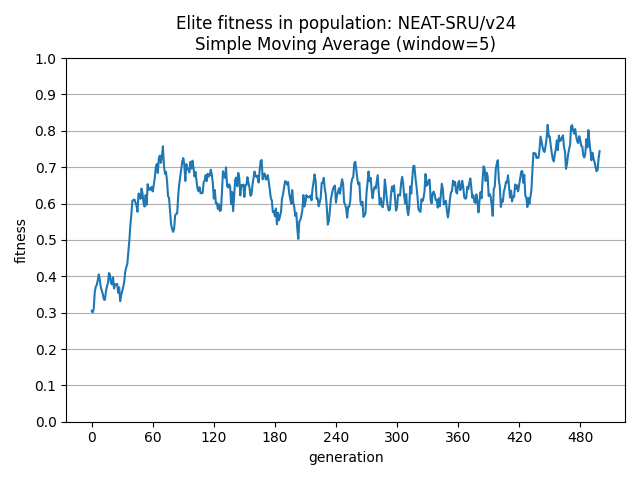 Elite fitness in population: NEAT-SRU/v24
Simple Moving Average (window=5)
1.0
0.9
0.8
0.7
0.6
0.5
0.4
0.3
0.2
0.1
0.0
fitness
0 60 120 180 240 300 360 420 480
generation